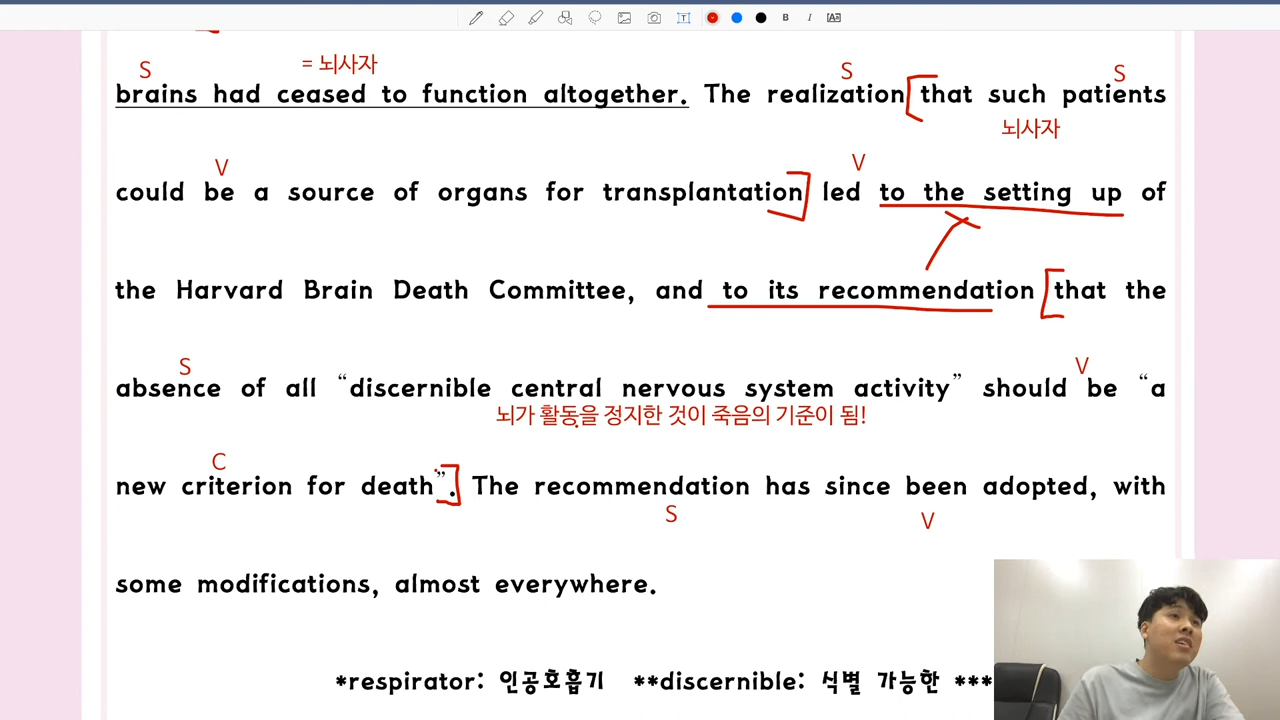 B I [A]
S = 뇌사자 S S
brains had ceased to function altogether. The realization that such patients
뇌사자
V V
could be a source of organs for transplantation led to the setting up of
the Harvard Brain Death Committee, and to its recommendation that the
S V
absence of all “discernible central nervous system activity” should be “a
뇌가 활동을 정지한 것이 죽음의 기준이 됨!
C
new criterion for death”. The recommendation has since been adopted, with
S V
some modifications, almost everywhere.
*respirator: 인공호흡기 **discernible: 식별 가능한 ***